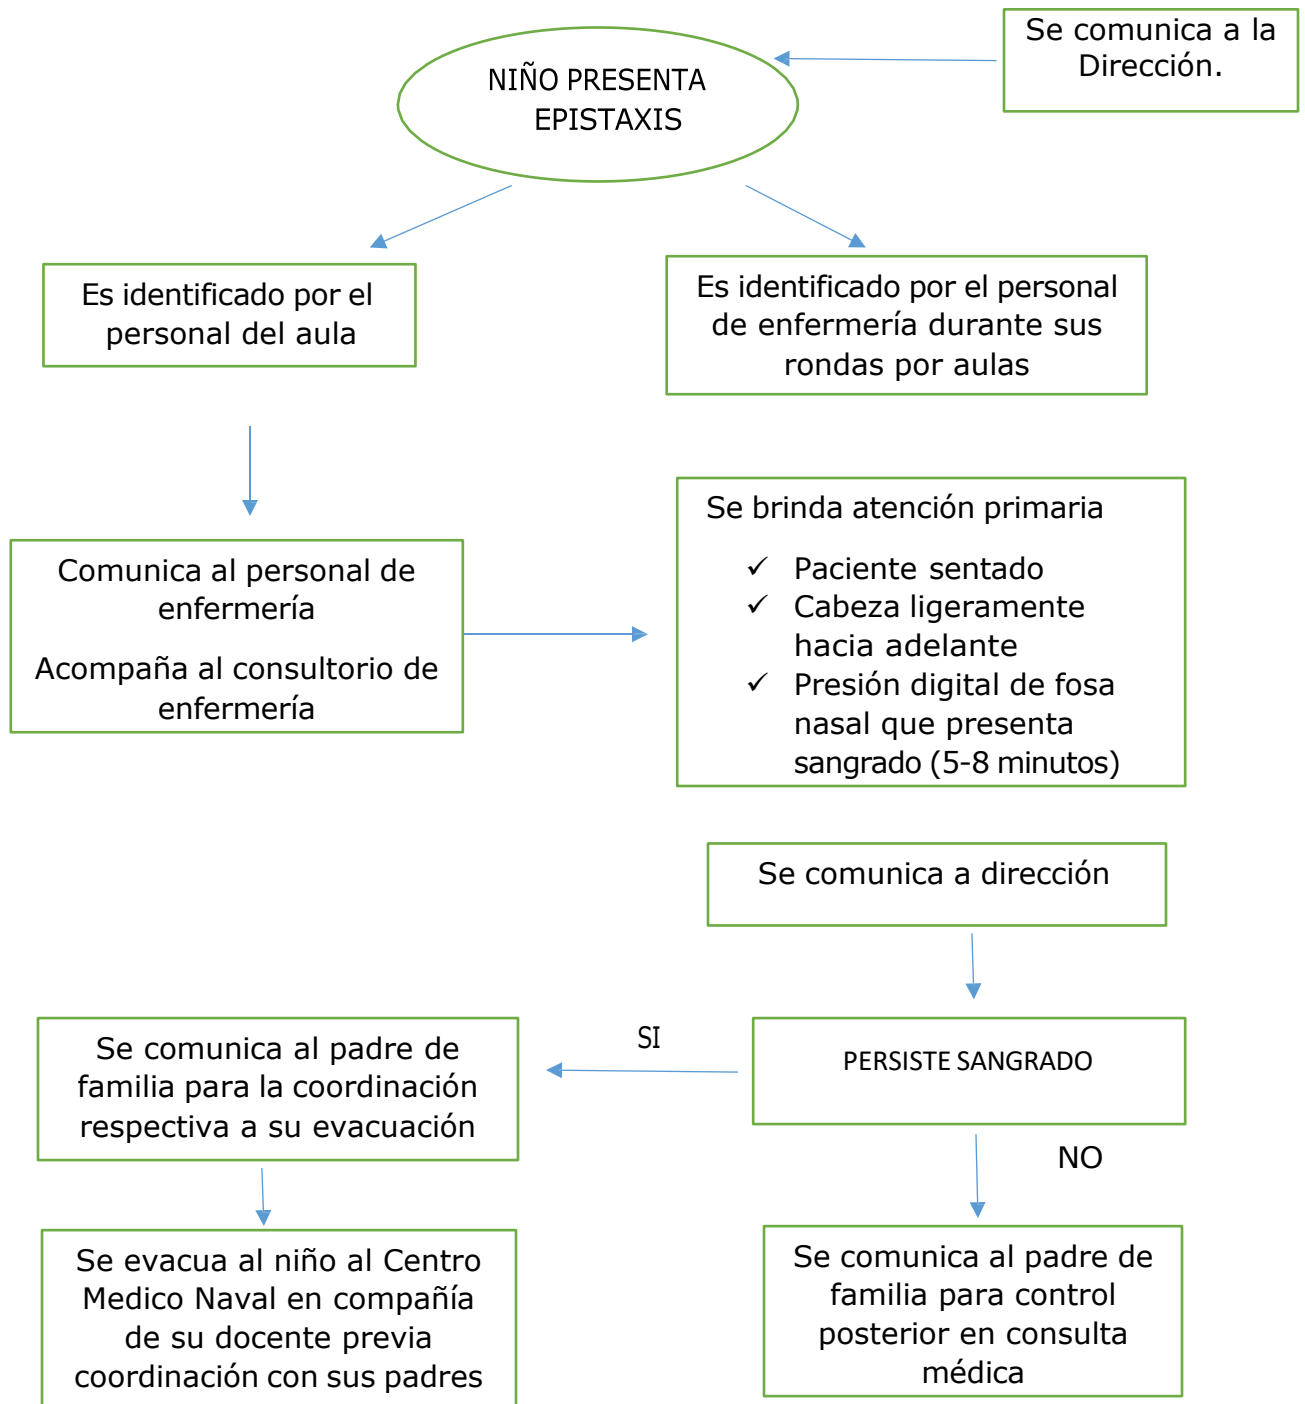 Se comunica a la
Dirección.
NIÑO PRESENTA
EPISTAXIS
Es identificado por el
personal del aula
Es identificado por el personal
de enfermería durante sus
rondas por aulas
Comunica al personal de
enfermería
Acompaña al consultorio de
enfermería
Se brinda atención primaria
✓ Paciente sentado
✓ Cabeza ligeramente
hacia adelante
✓ Presión digital de fosa
nasal que presenta
sangrado (5-8 minutos)
Se comunica a dirección
PERSISTE SANGRADO
SI
NO
Se comunica al padre de
familia para la coordinación
respectiva a su evacuación
Se evacua al niño al Centro
Medico Naval en compañía
de su docente previa
coordinación con sus padres
Se comunica al padre de
familia para control
posterior en consulta
médica